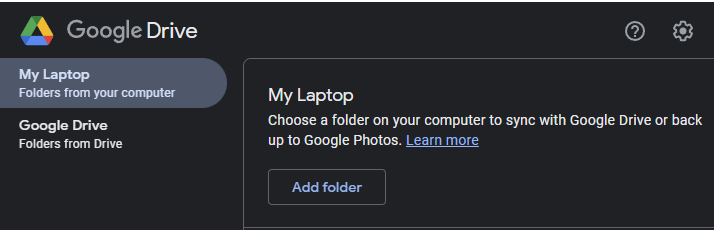 Google Drive
My Laptop
Folders from your computer
Google Drive
Folders from Drive
My Laptop
Choose a folder on your computer to sync with Google Drive or back
up to Google Photos. Learn more
Add folder